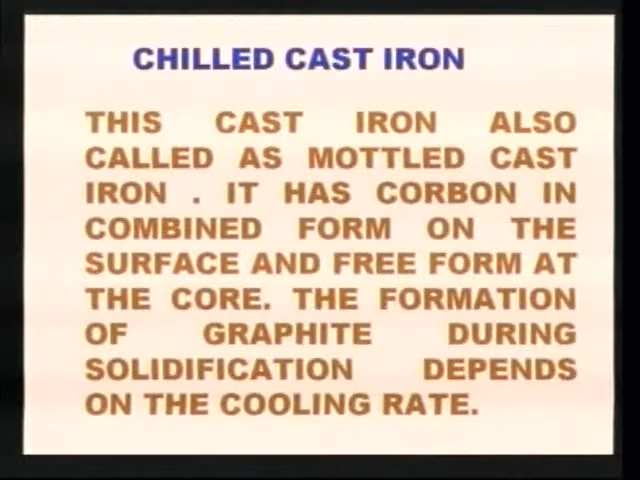 CHILLED CAST IRON
THIS CAST IRON ALSO
CALLED AS MOTTLED CAST
IRON . IT HAS CORBON IN
COMBINED FORM ON THE
SURFACE AND FREE FORM AT
THE CORE. THE FORMATION
OF GRAPHITE DURING
SOLIDIFICATION DEPENDS
ON THE COOLING RATE.